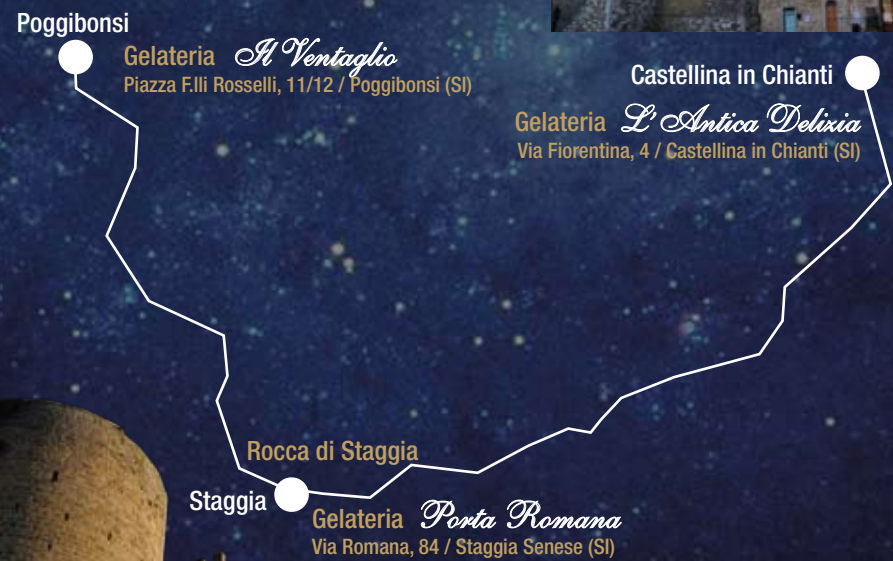 Poggibonsi
Gelateria Il Ventaglio
Piazza F.lli Rosselli, 11/12 / Poggibonsi (SI)
Castellina in Chianti
Gelateria L'Antica Delizia
Via Fiorentina, 4 / Castellina in Chianti (SI)
Rocca di Staggia
Staggia
Gelateria Porta Romana
Via Romana, 84 / Staggia Senese (SI)